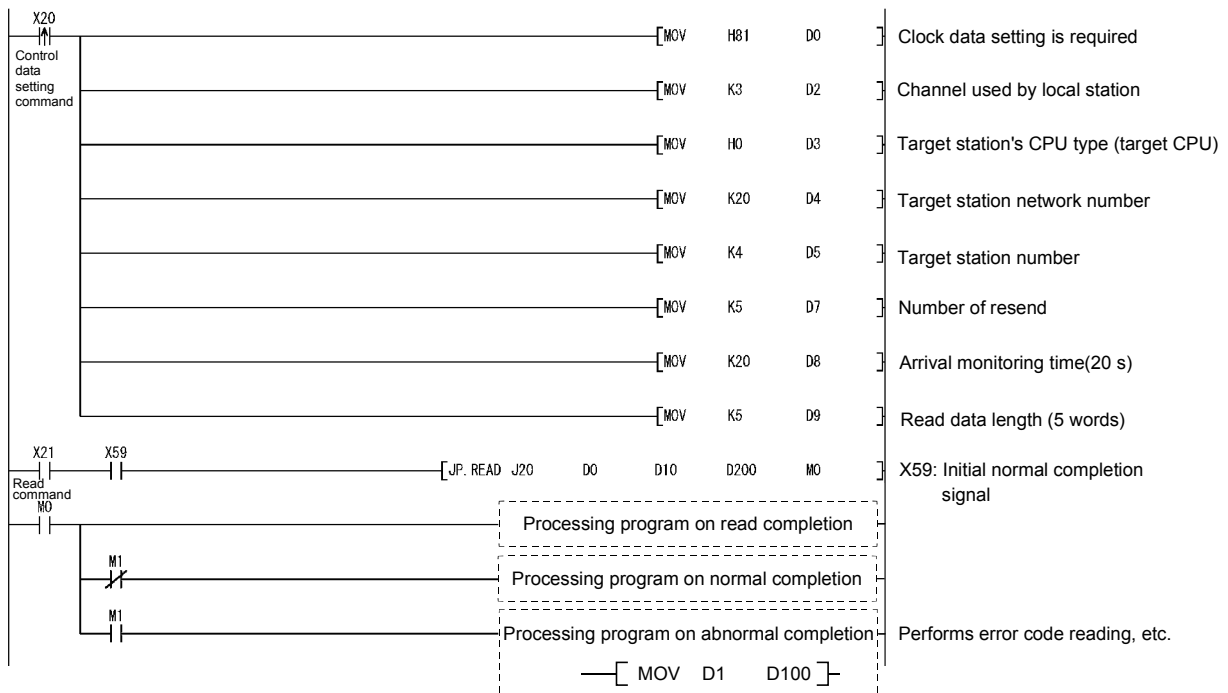 X20
Control
data
setting
command
MOV H81 D0 Clock data setting is required
MOV K3 D2 Channel used by local station
MOV H0 D3 Target station's CPU type (target CPU)
MOV K20 D4 Target station network number
MOV K4 D5 Target station number
MOV K5 D7 Number of resend
MOV K20 D8 Arrival monitoring time(20 s)
MOV K5 D9 Read data length (5 words)
X21 X59
Read
command
JP.READ J20 D0 D10 D200 M0 X59: Initial normal completion
signal
M0
Processing program on read completion
M1
Processing program on normal completion
M1
Processing program on abnormal completion Performs error code reading, etc.
MOV D1 D100